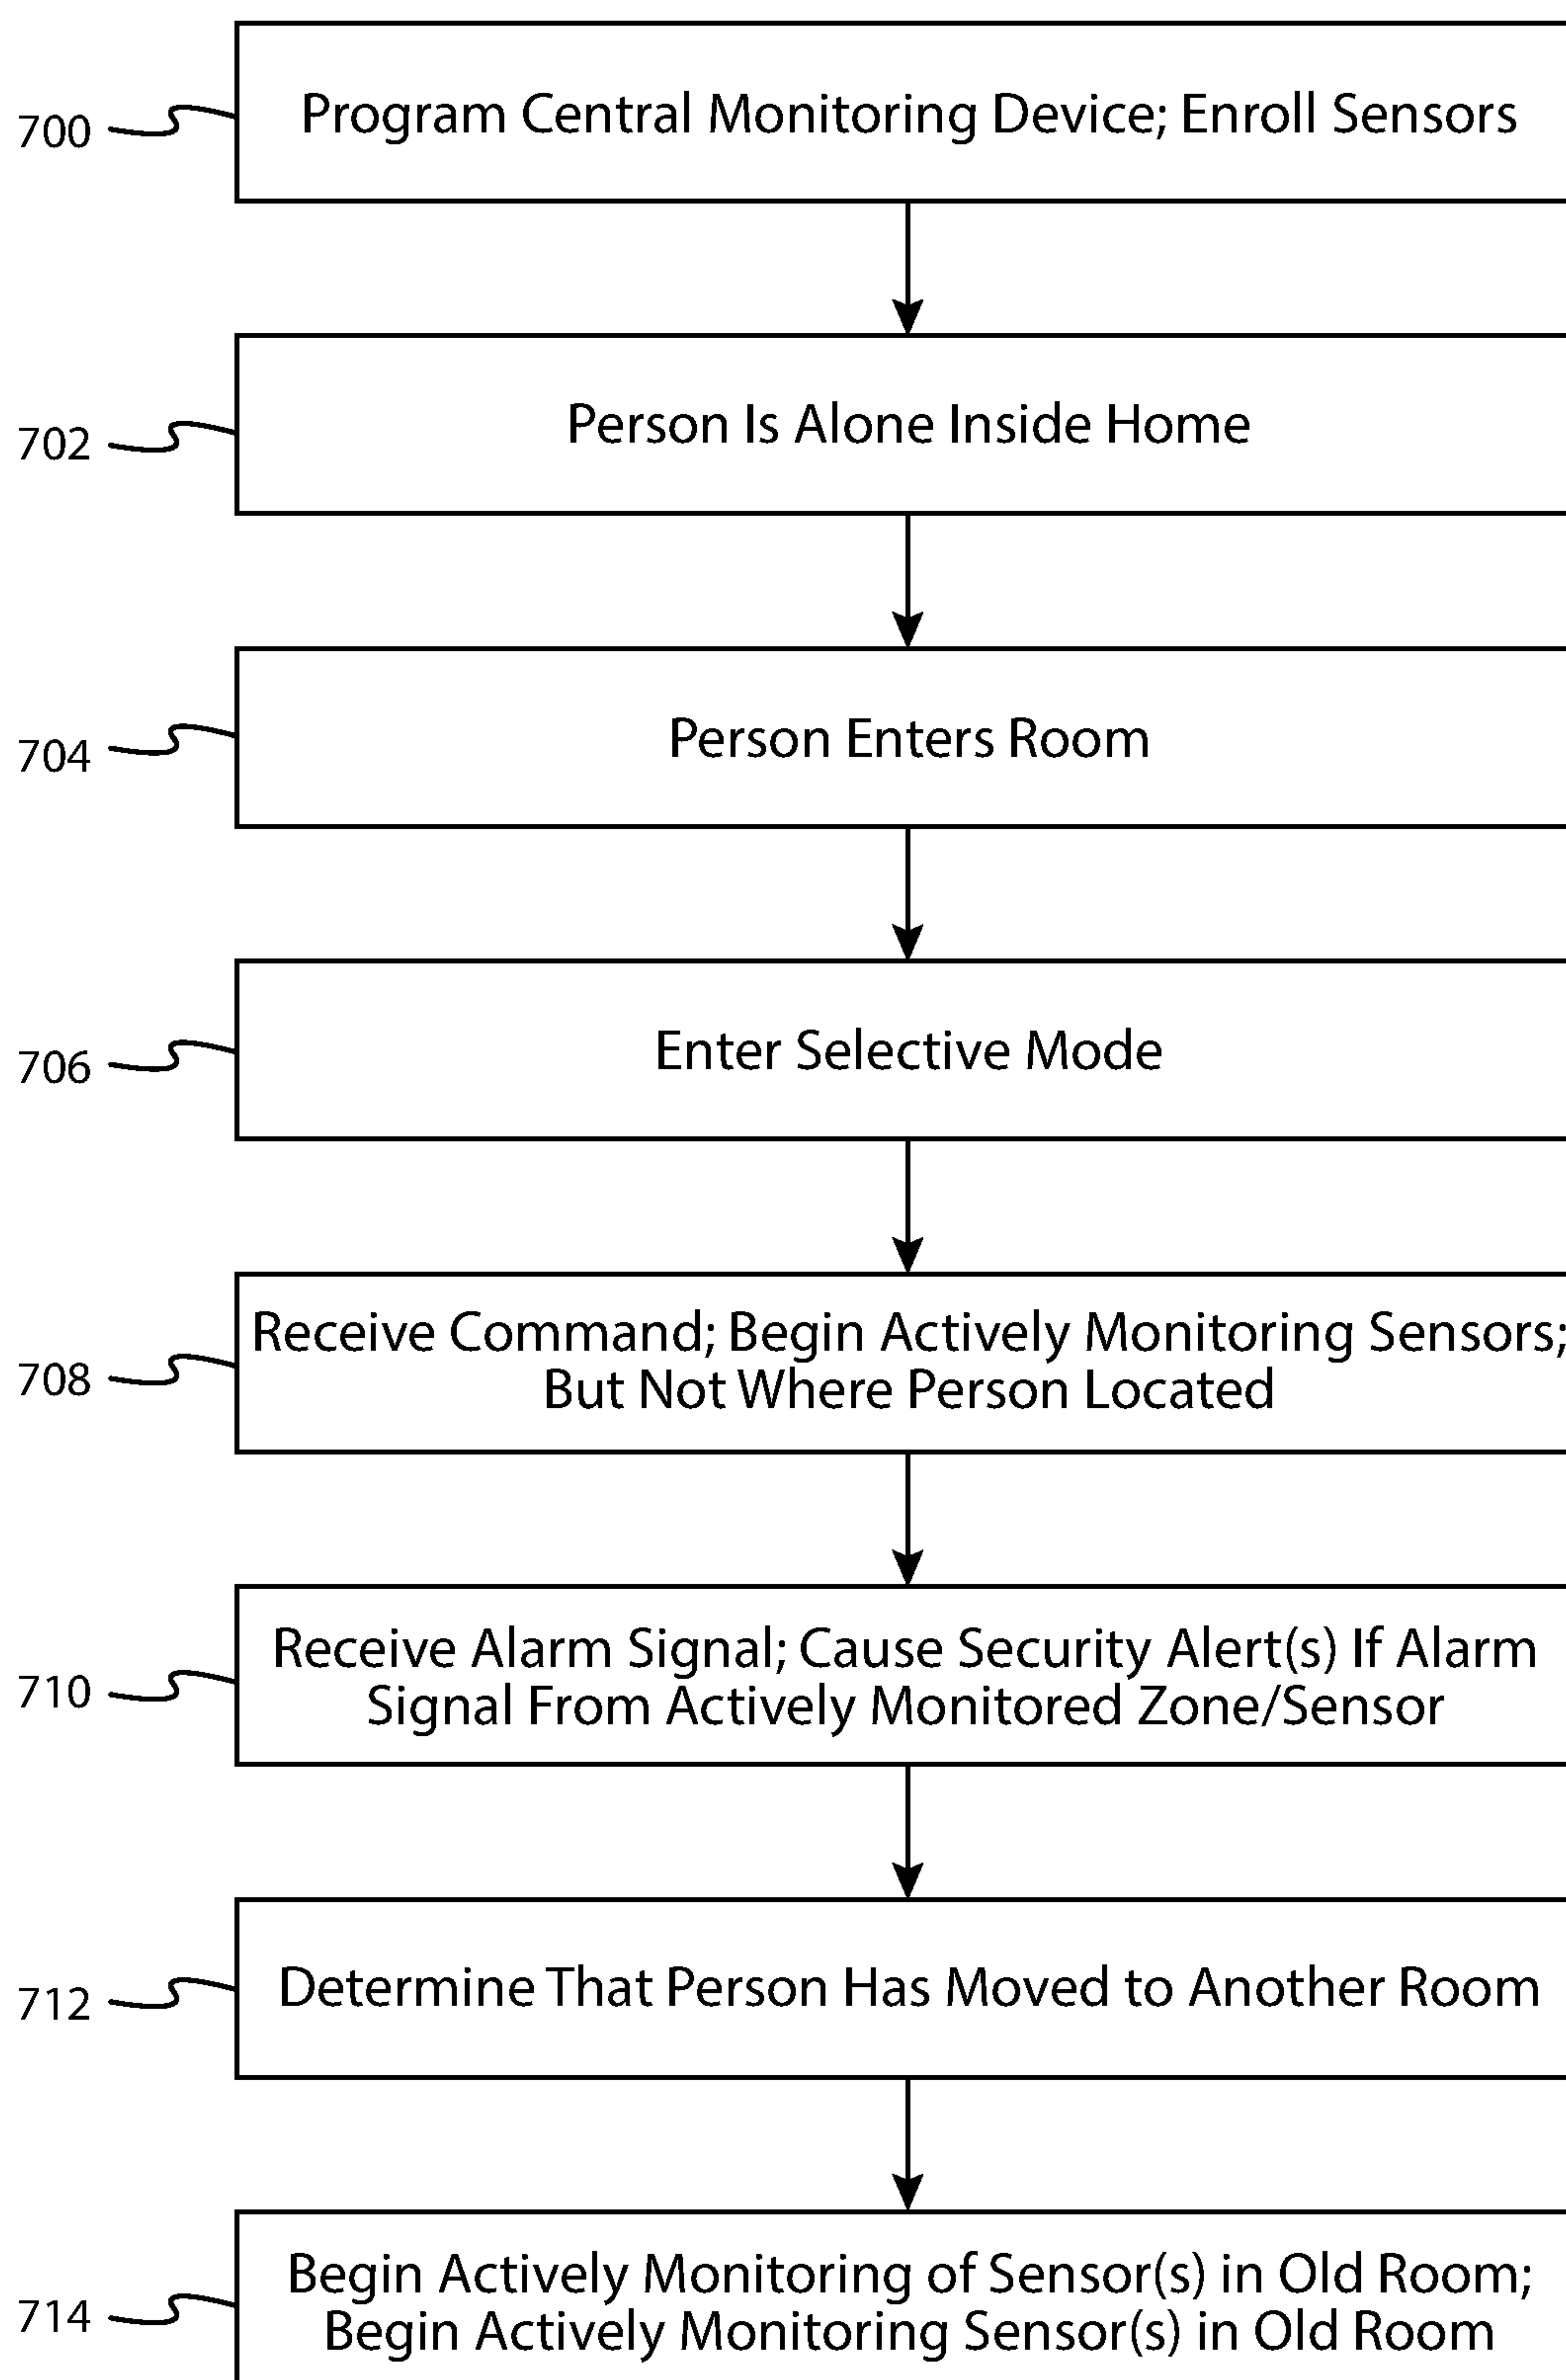 700
Program Central Monitoring Device; Enroll Sensors
702
Person Is Alone Inside Home
704
Person Enters Room
706
Enter Selective Mode
708
Receive Command; Begin Actively Monitoring Sensors;
But Not Where Person Located
710
Receive Alarm Signal; Cause Security Alert(s) If Alarm
Signal From Actively Monitored Zone/Sensor
712
Determine That Person Has Moved to Another Room
714
Begin Actively Monitoring of Sensor(s) in Old Room;
Begin Actively Monitoring Sensor(s) in Old Room